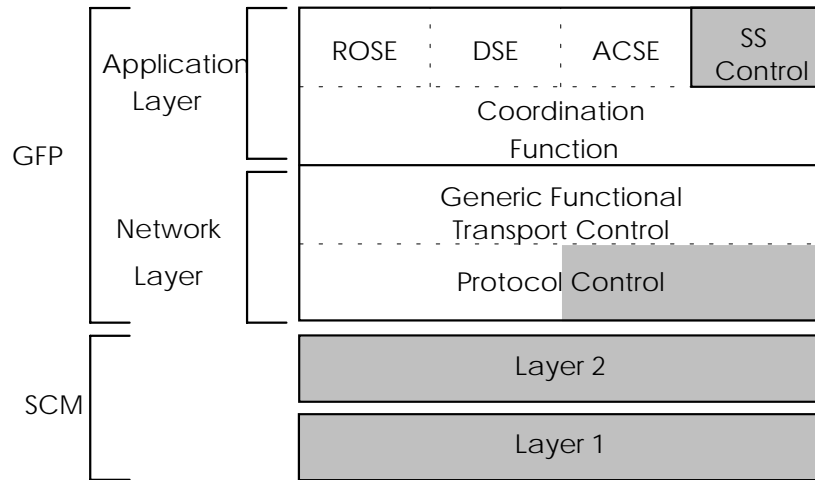 GFP
Application
Layer
ROSE
DSE
ACSE
SS
Control
Coordination
Function
Network
Layer
Generic Functional
Transport Control
Protocol Control
SCM
Layer 2
Layer 1